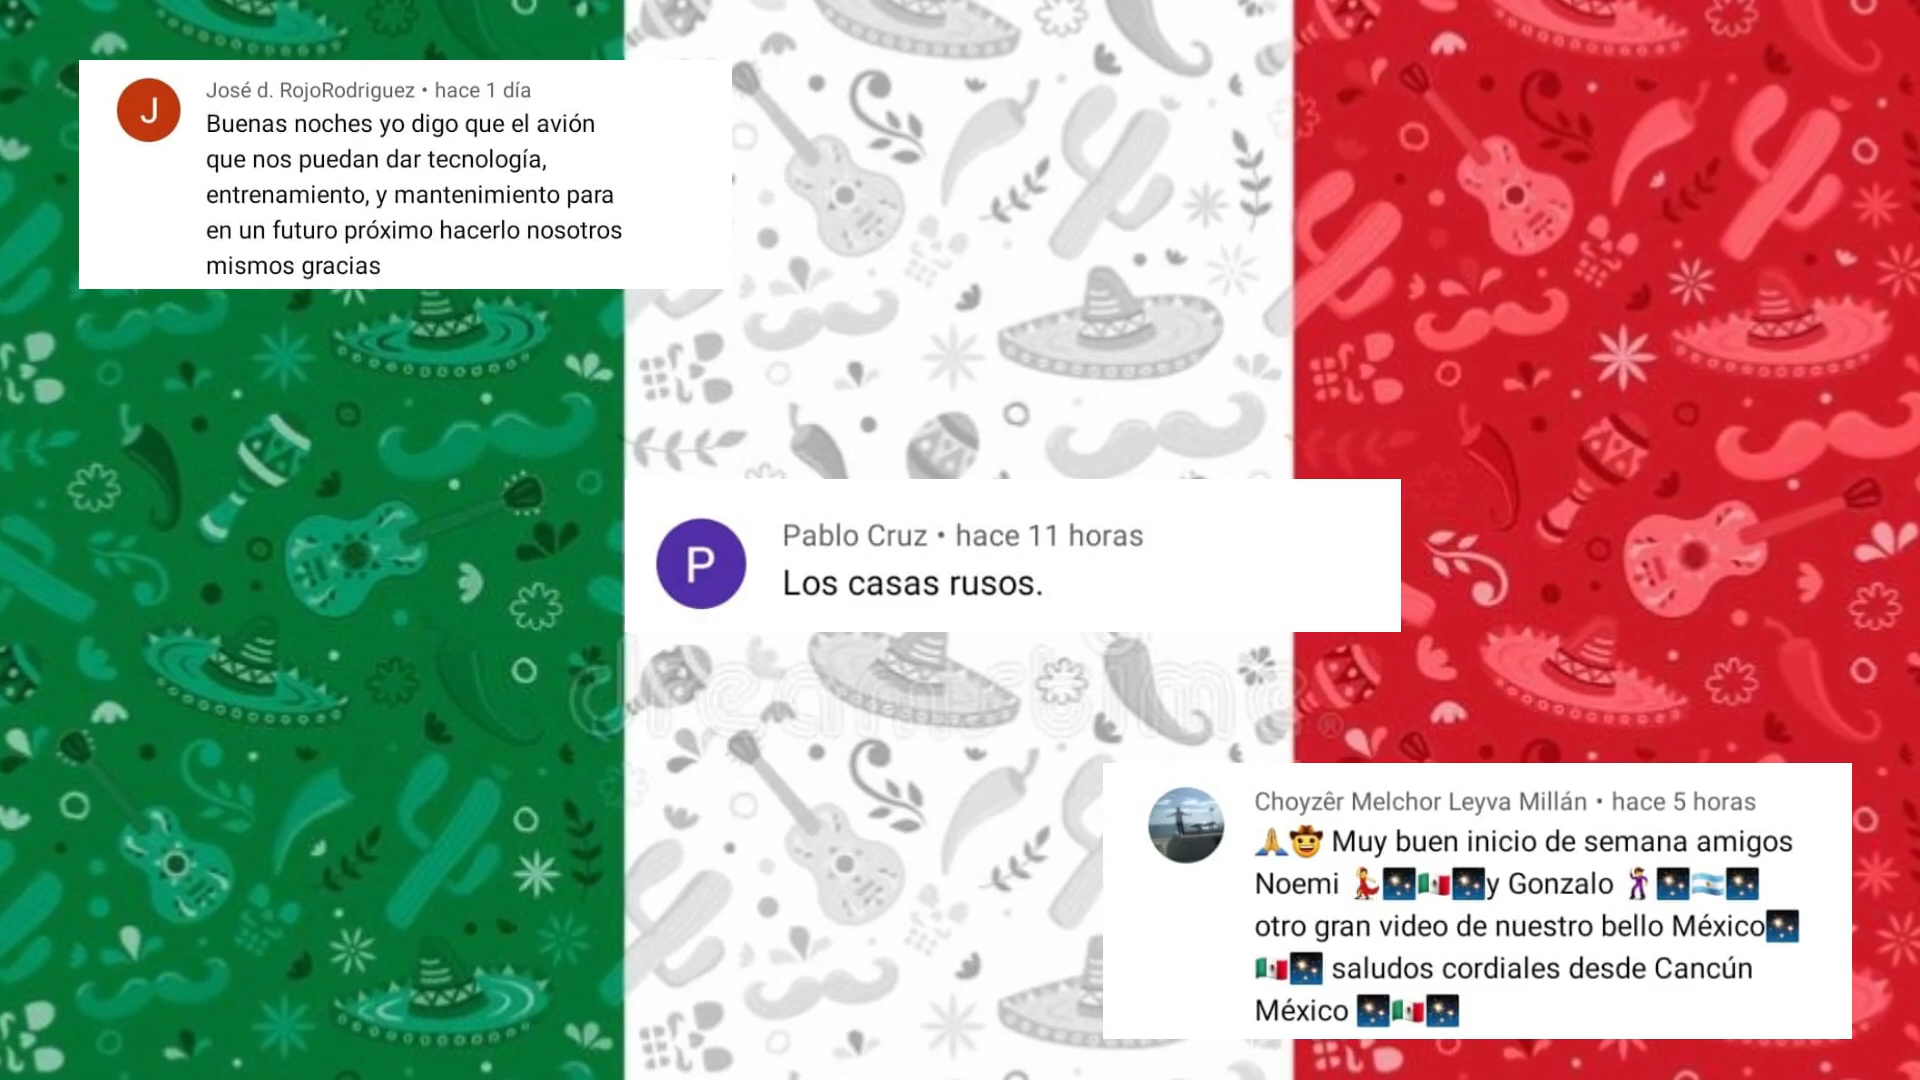 J
José d. RojoRodriguez • hace 1 día
Buenas noches yo digo que el avión
que nos puedan dar tecnología,
entrenamiento, y mantenimiento para
en un futuro próximo hacerlo nosotros
mismos gracias
P
Pablo Cruz • hace 11 horas
Los casas rusos.
dreamstime®
Choyzêr Melchor Leyva Millán • hace 5 horas
🙏🤠 Muy buen inicio de semana amigos
Noemi 💃🎇🇲🇽🎇y Gonzalo 🕺🎇🇦🇷🎇
otro gran video de nuestro bello México🎇
🇲🇽🎇 saludos cordiales desde Cancún
México 🎇🇲🇽🎇